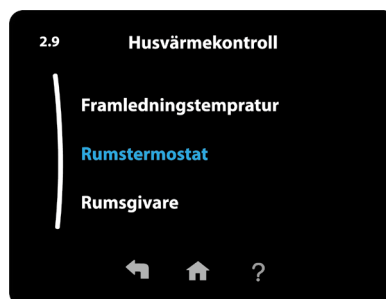 2.9
Husvärmekontroll
Framledningstempratur
Rumstermostat
Rumsgivare
?